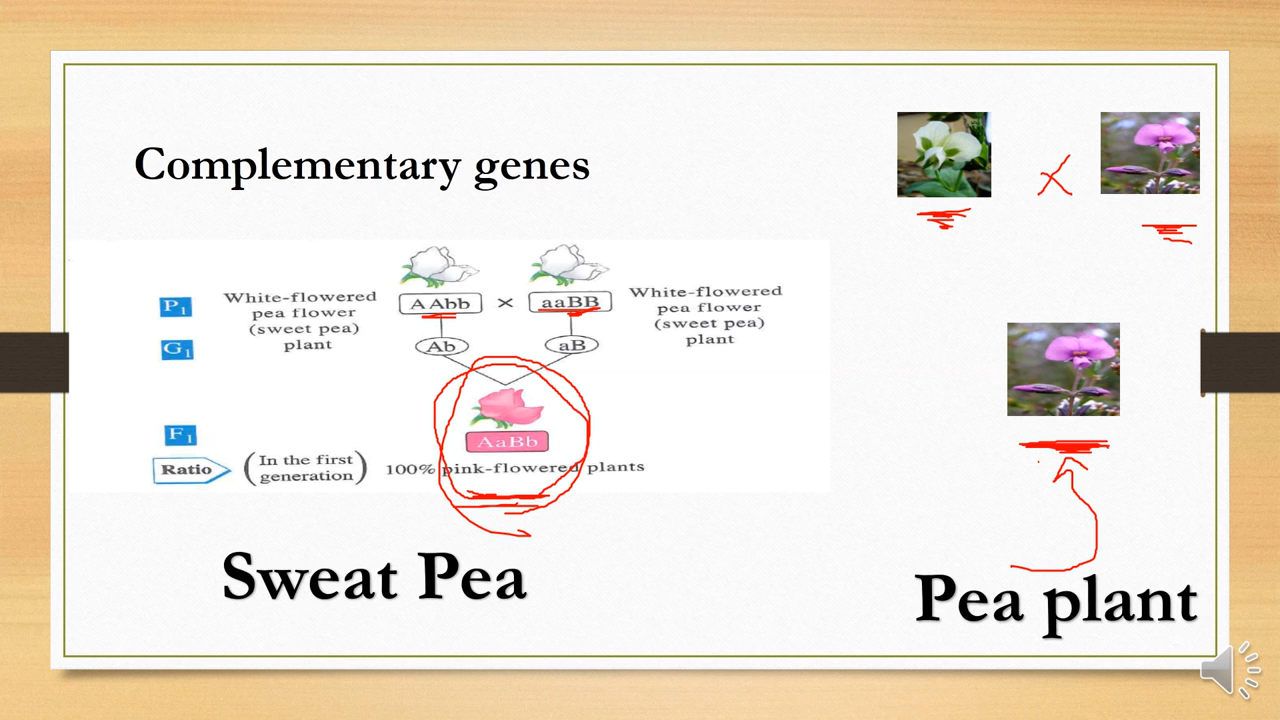 Complementary genes
P1
White-flowered
pea flower
(sweet pea)
plant
AAbb × aaBB
White-flowered
pea flower
(sweet pea)
plant
G1
Ab aB
F1
AaBb
Ratio
(In the first
generation)
100% pink-flowered plants
Sweat Pea
X
Pea plant